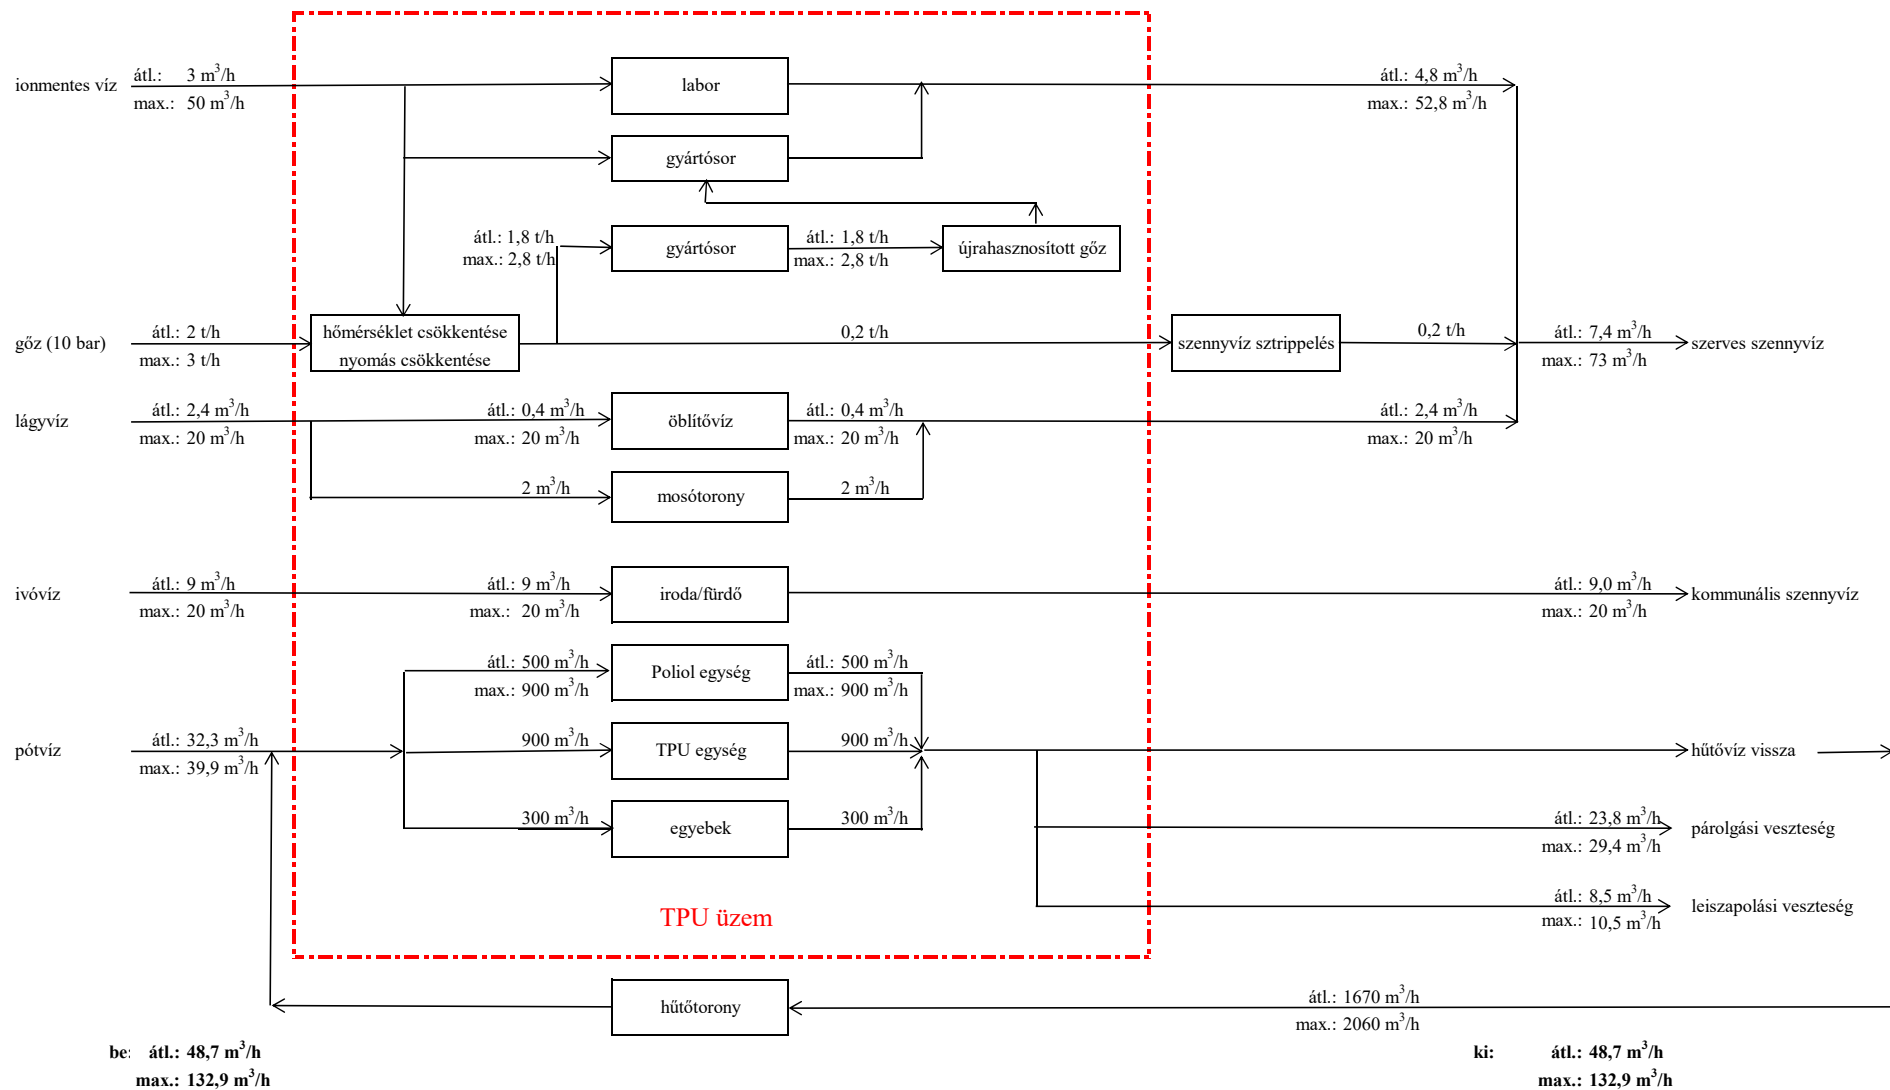 ionmentes víz
átl.: 3 m³/h
max.: 50 m³/h
labor
átl.: 4,8 m³/h
max.: 52,8 m³/h
gyártósor
átl.: 1,8 t/h
max.: 2,8 t/h
gyártósor
átl.: 1,8 t/h
max.: 2,8 t/h
újrahasznosított gőz
gőz (10 bar)
átl.: 2 t/h
max.: 3 t/h
hőmérséklet csökkentése
nyomás csökkentése
0,2 t/h
szennyvíz sztrippelés
0,2 t/h
átl.: 7,4 m³/h
max.: 73 m³/h
szerves szennyvíz
lágyvíz
átl.: 2,4 m³/h
max.: 20 m³/h
átl.: 0,4 m³/h
max.: 20 m³/h
öblítővíz
átl.: 0,4 m³/h
max.: 20 m³/h
átl.: 2,4 m³/h
max.: 20 m³/h
2 m³/h
mosótorony
2 m³/h
ivóvíz
átl.: 9 m³/h
max.: 20 m³/h
átl.: 9 m³/h
max.: 20 m³/h
iroda/fürdő
átl.: 9,0 m³/h
max.: 20 m³/h
kommunális szennyvíz
átl.: 500 m³/h
max.: 900 m³/h
Poliol egység
átl.: 500 m³/h
max.: 900 m³/h
pótvíz
átl.: 32,3 m³/h
max.: 39,9 m³/h
900 m³/h
TPU egység
900 m³/h
hűtővíz vissza
300 m³/h
egyebek
300 m³/h
átl.: 23,8 m³/h
max.: 29,4 m³/h
párolgási veszteség
átl.: 8,5 m³/h
max.: 10,5 m³/h
leiszapolási veszteség
TPU üzem
hűtőtorony
átl.: 1670 m³/h
max.: 2060 m³/h
be: átl.: 48,7 m³/h
max.: 132,9 m³/h
ki: átl.: 48,7 m³/h
max.: 132,9 m³/h